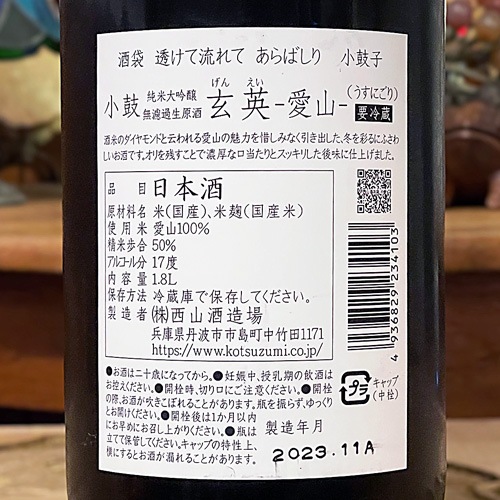 酒袋 透けて流れて あらばしり 小鼓子
小鼓 純米大吟醸 無濾過生原酒 玄英 げん えい -愛山- (うすにごり) 要冷蔵
酒米のダイヤモンドと云われる愛山の魅力を惜しみなく引き出した、冬を彩るにふさわ
しいお酒です。オリを残すことで濃厚な口当たりとスッキリした後味に仕上げました。
品目 日本酒
原材料名 米(国産)、米麹(国産米)
使用米 愛山100%
精米歩合 50%
アルコール分 17度
内容量 1.8L
保存方法 冷蔵庫で保存してください。
製造者 (株)西山酒造場
兵庫県丹波市市島町中竹田1171
https://www.kotsuzumi.co.jp/
4 936829 234103
●お酒は二十歳になってから。●妊娠中、授乳期の飲酒は
お控えください。●開栓時、切り口にご注意ください。●開栓
の際、お酒が吹きこぼれることがあります。瓶を振らず、ゆっくり
とお開けください。●開栓後は1か月以内
にお早めにお召し上がりください。●瓶は
立てて保管してください。キャップの特性上、
横にするとお酒が漏れることがあります。
プラ
キャップ
(中栓)
製造年月
2023.11A